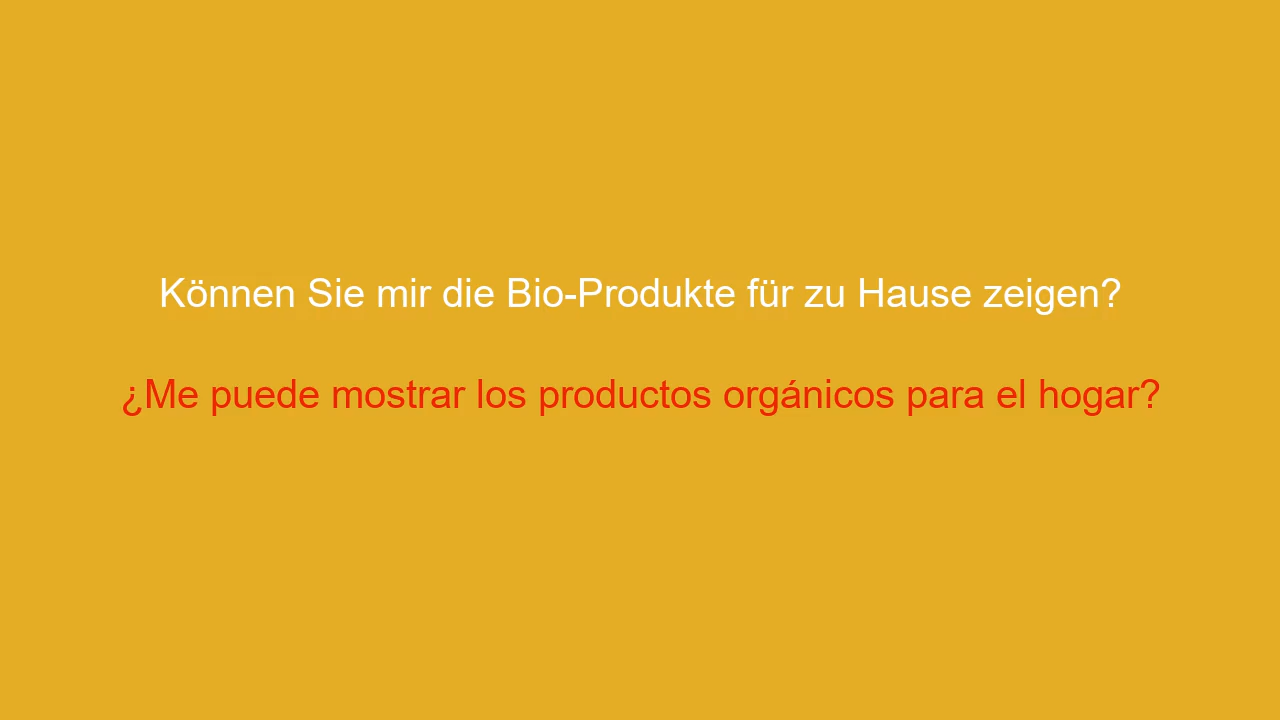 Können Sie mir die Bio-Produkte für zu Hause zeigen?
¿Me puede mostrar los productos orgánicos para el hogar?